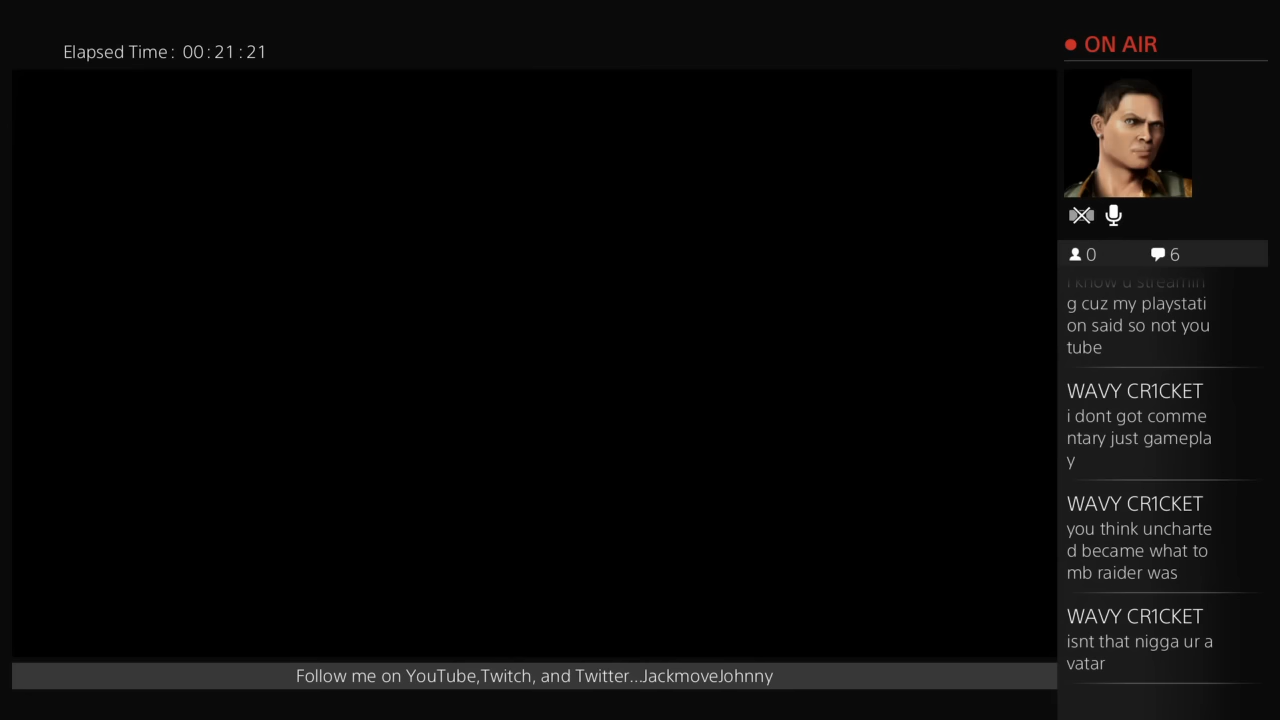 Elapsed Time: 00:21:21
ON AIR
0 6
i know u streamin
g cuz my playstati
on said so not you
tube
WAVY CR1CKET
i dont got comme
ntary just gamepla
y
WAVY CR1CKET
you think uncharte
d became what to
mb raider was
WAVY CR1CKET
isnt that nigga ur a
vatar
Follow me on YouTube,Twitch, and Twitter...JackmoveJohnny